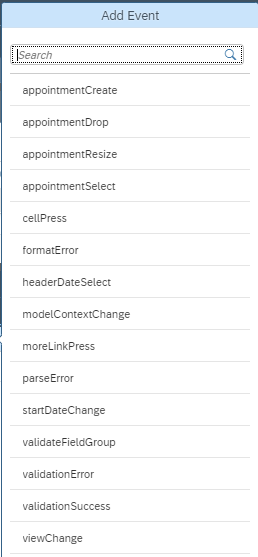 Add Event
Search
appointmentCreate
appointmentDrop
appointmentResize
appointmentSelect
cellPress
formatError
headerDateSelect
modelContextChange
moreLinkPress
parseError
startDateChange
validateFieldGroup
validationError
validationSuccess
viewChange